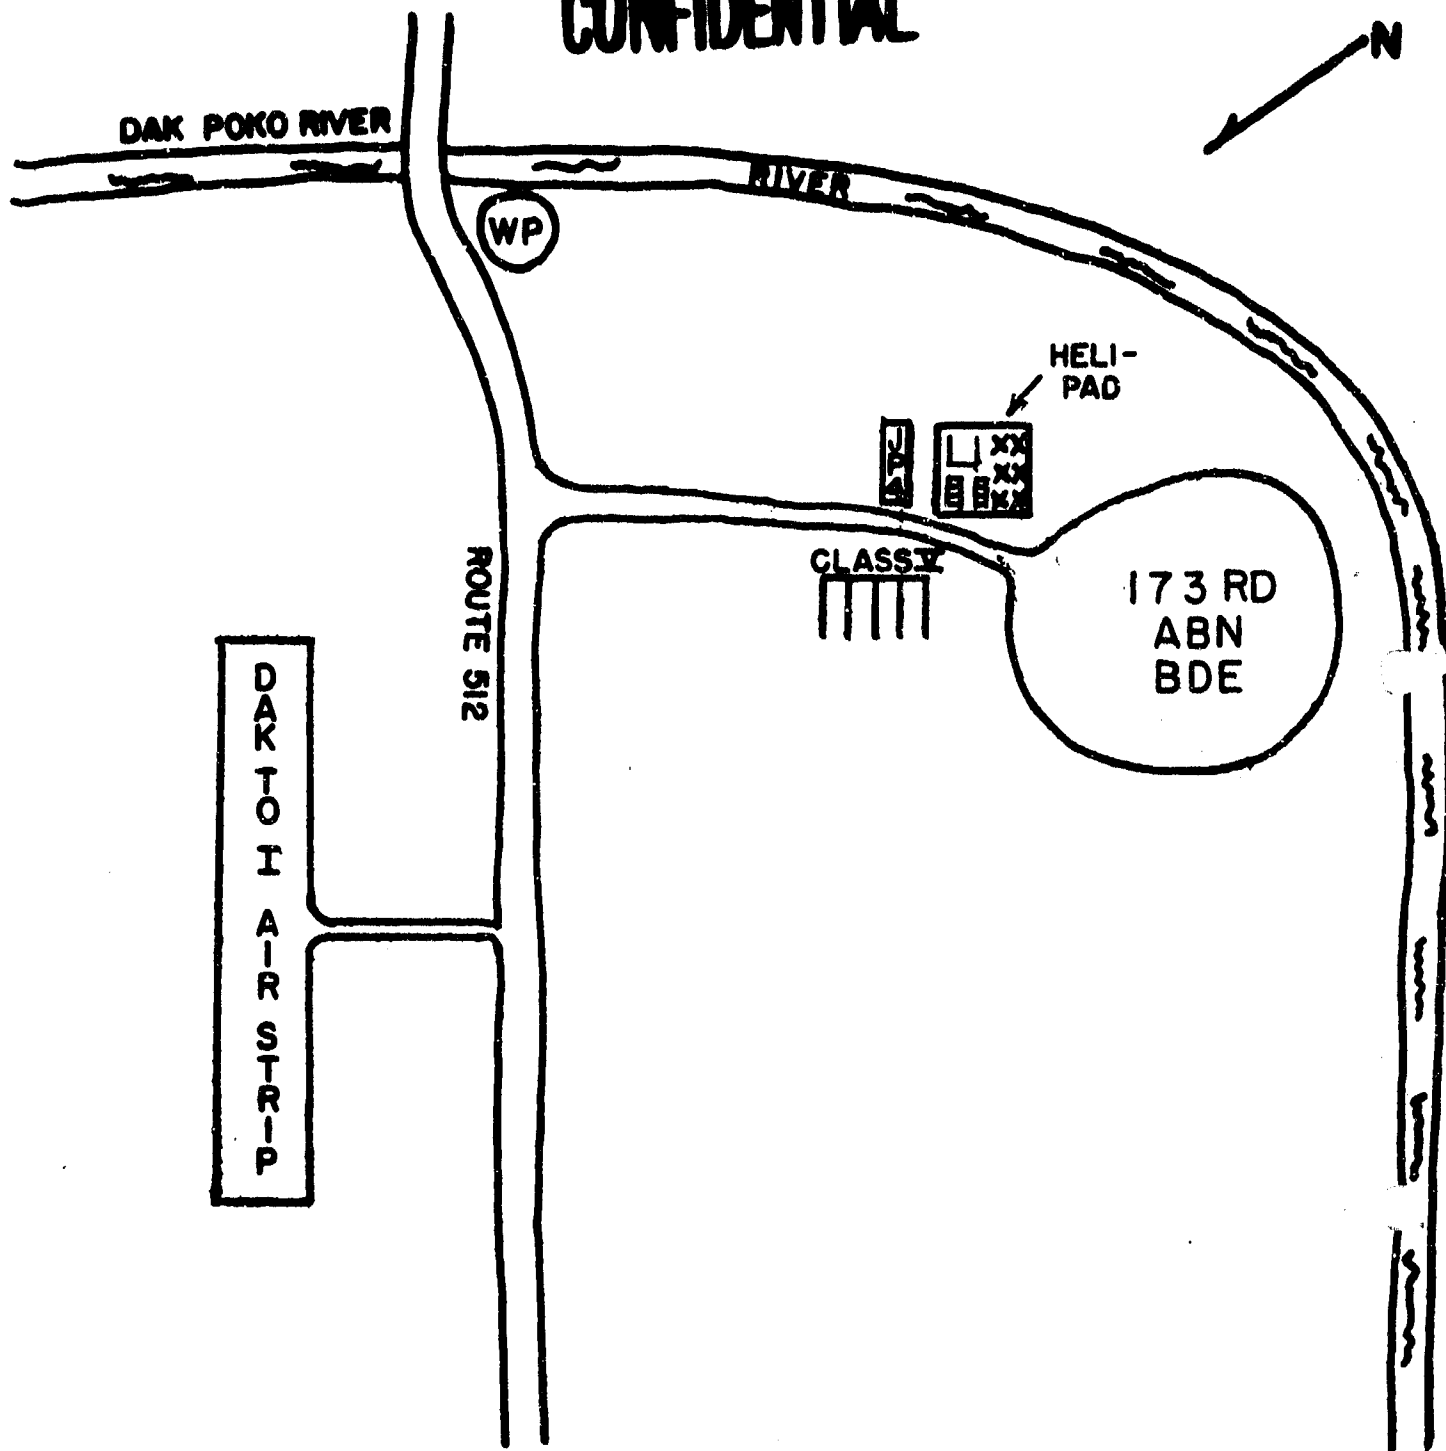 CONFIDENTIAL
N
DAK POKO RIVER
RIVER
WP
HELI-
PAD
JP4
CLASS V
173 RD
ABN
BDE
ROUTE 512
DAK TO I AIR STRIP